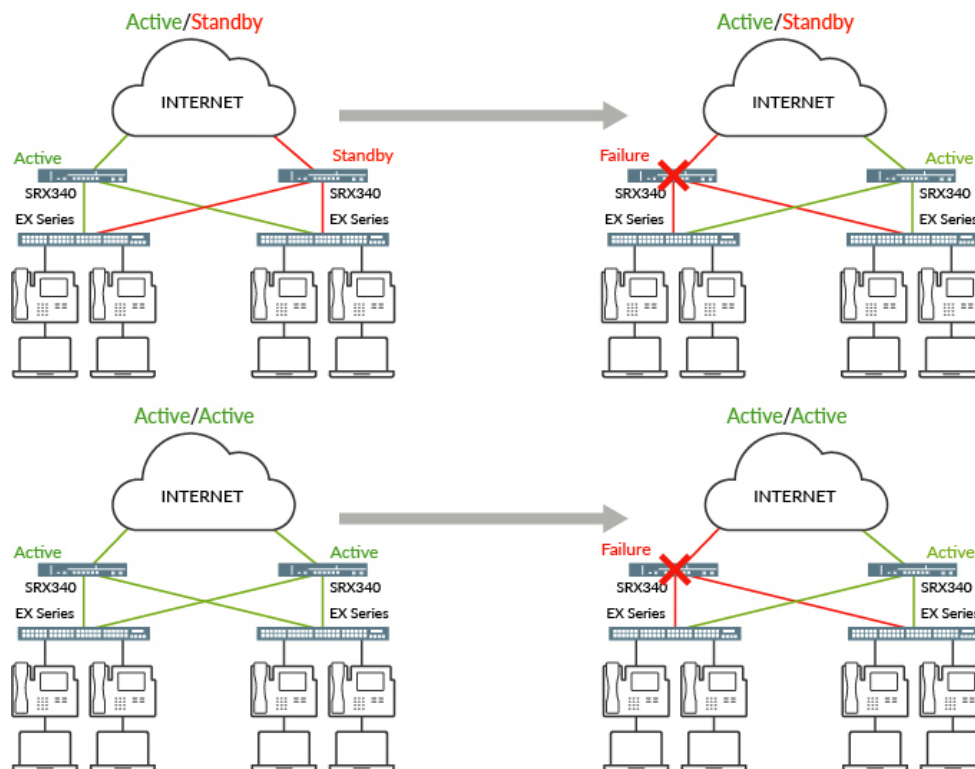 Active/Standby
INTERNET
Active
Standby
SRX340
SRX340
EX Series
EX Series
Active/Standby
INTERNET
Failure
Active
SRX340
SRX340
EX Series
EX Series
Active/Active
INTERNET
Active
Active
SRX340
SRX340
EX Series
EX Series
Active/Active
INTERNET
Failure
Active
SRX340
SRX340
EX Series
EX Series